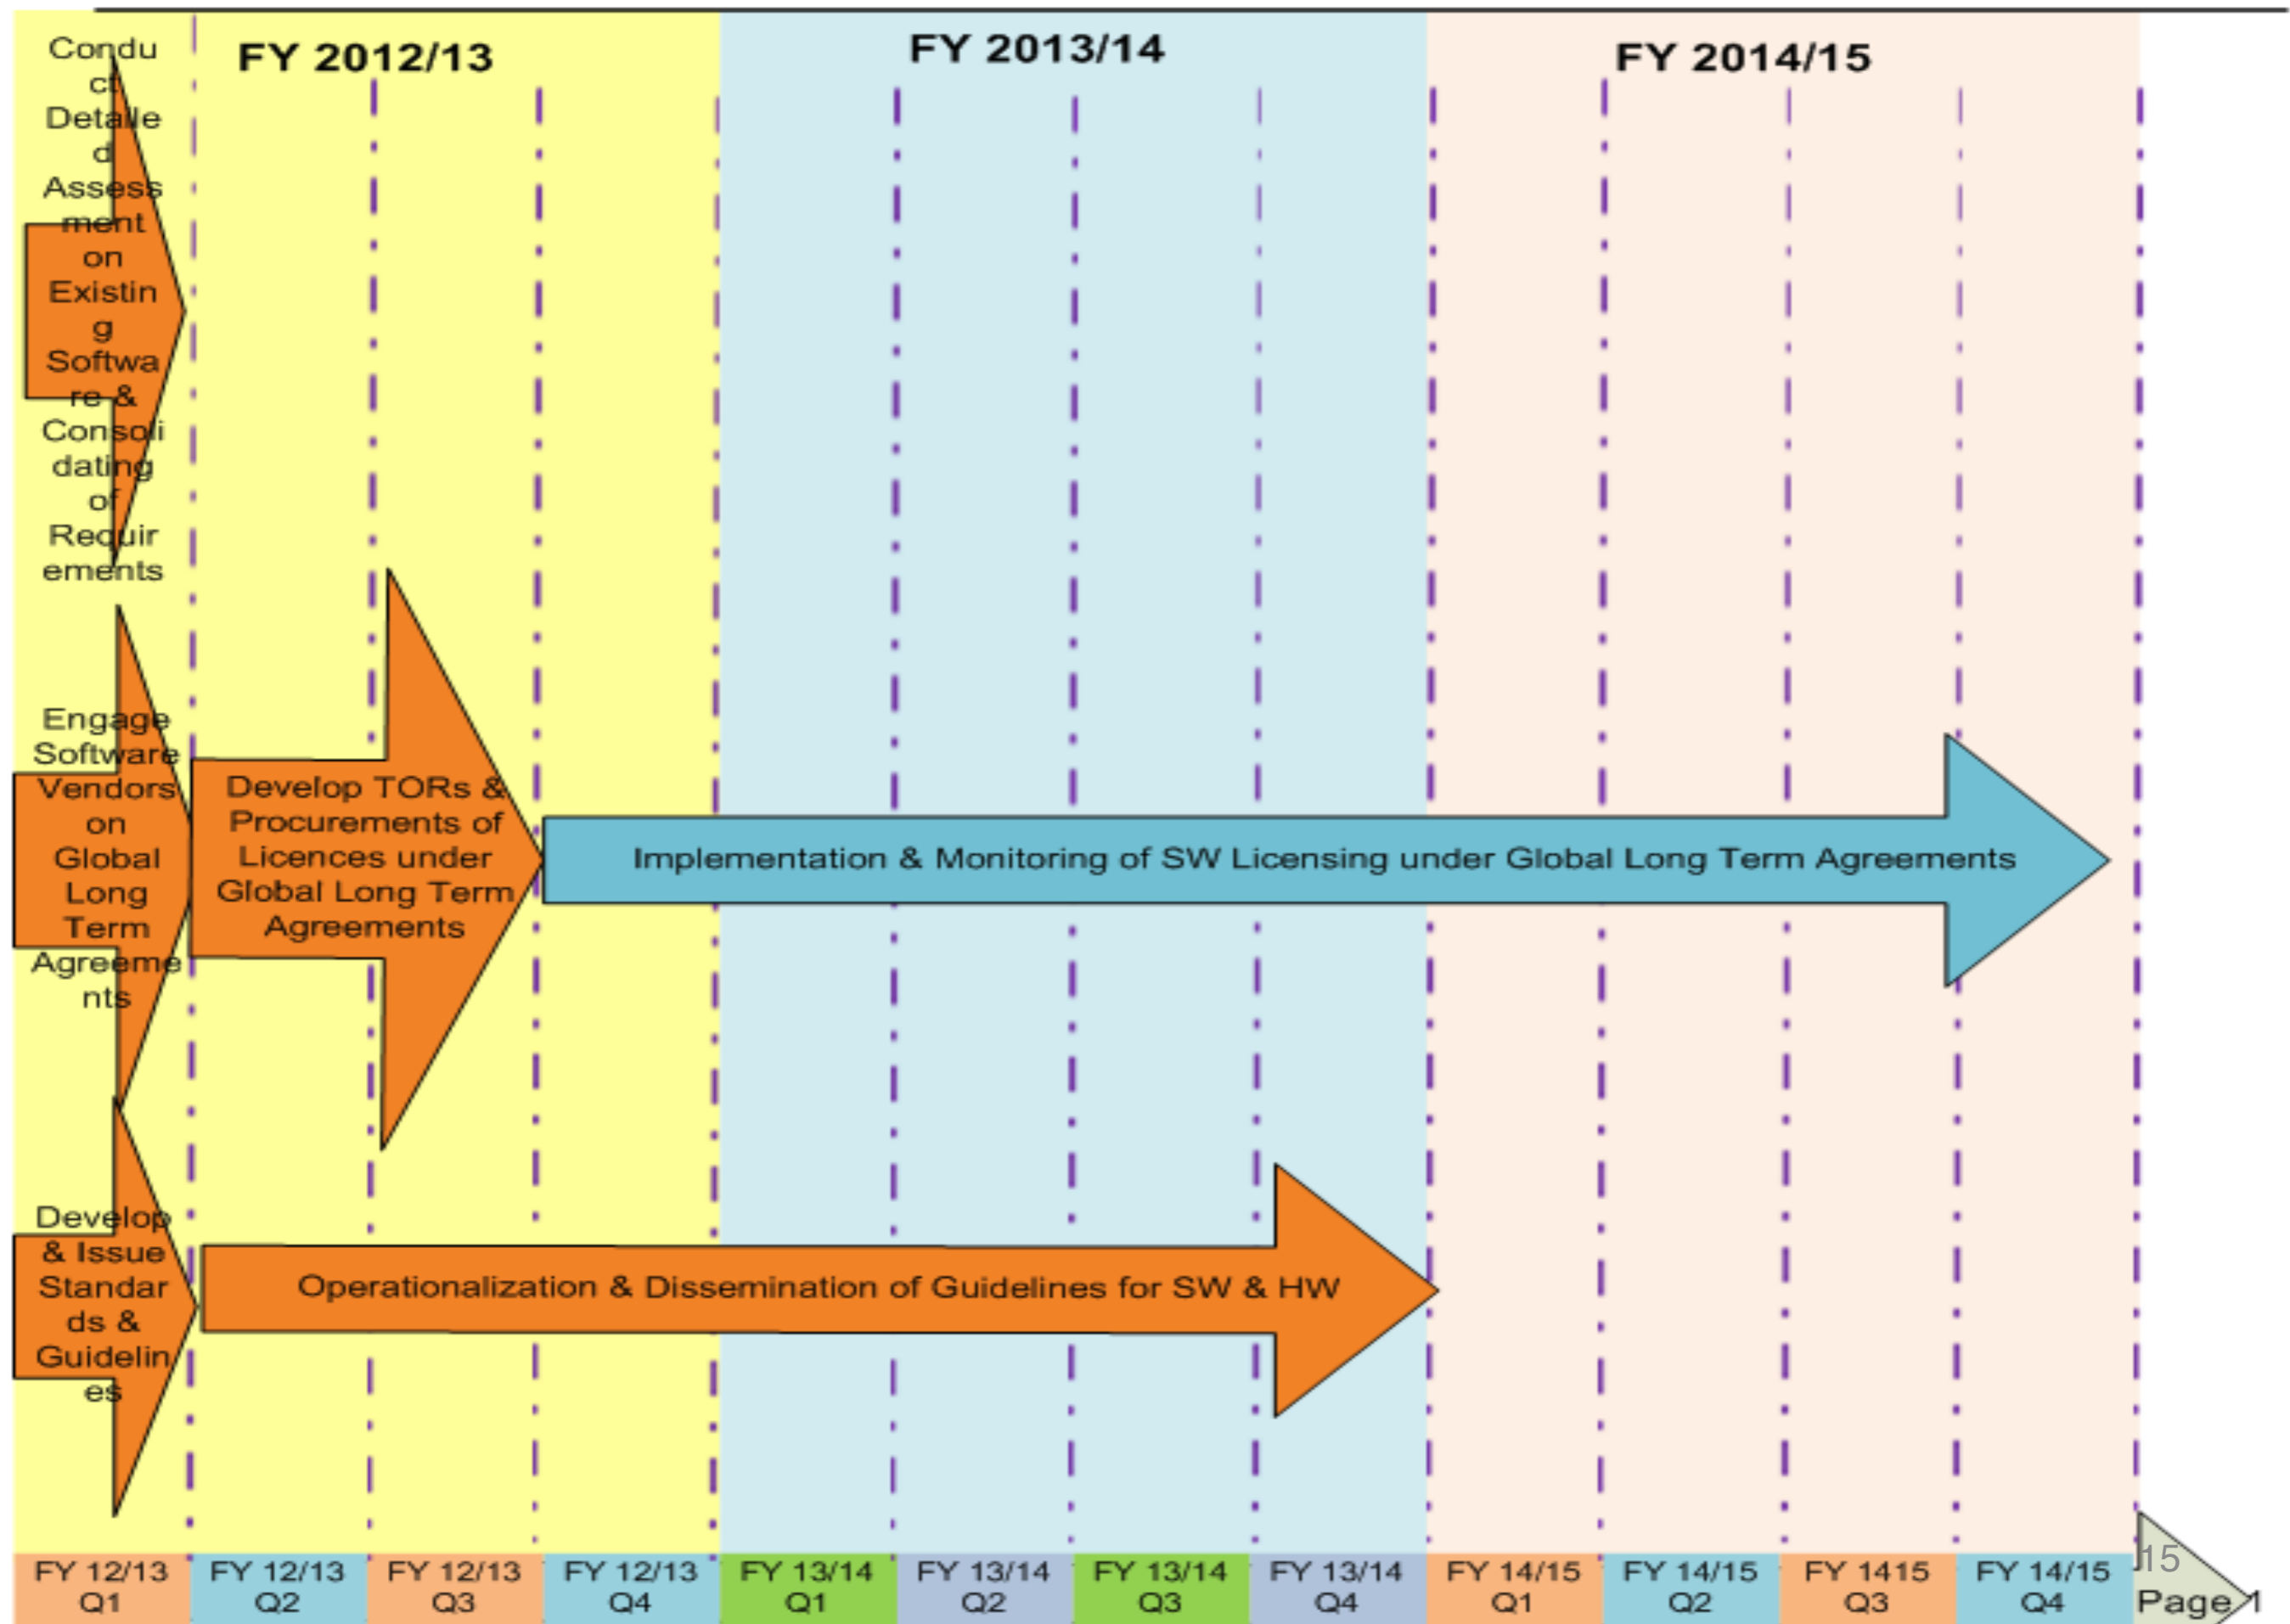 FY 2012/13
FY 2013/14
FY 2014/15
Condu
ct
Detaile
d
Assess
ment
on
Existin
g
Softwa
re &
Consoli
dating
of
Requir
ements
Engage
Software
Vendors
on
Global
Long
Term
Agreeme
nts
Develop TORs &
Procurements of
Licences under
Global Long Term
Agreements
Implementation & Monitoring of SW Licensing under Global Long Term Agreements
Develop
& Issue
Standar
ds &
Guidelin
es
Operationalization & Dissemination of Guidelines for SW & HW
FY 12/13
Q1
FY 12/13
Q2
FY 12/13
Q3
FY 12/13
Q4
FY 13/14
Q1
FY 13/14
Q2
FY 13/14
Q3
FY 13/14
Q4
FY 14/15
Q1
FY 14/15
Q2
FY 1415
Q3
FY 14/15
Q4
15
Page 1